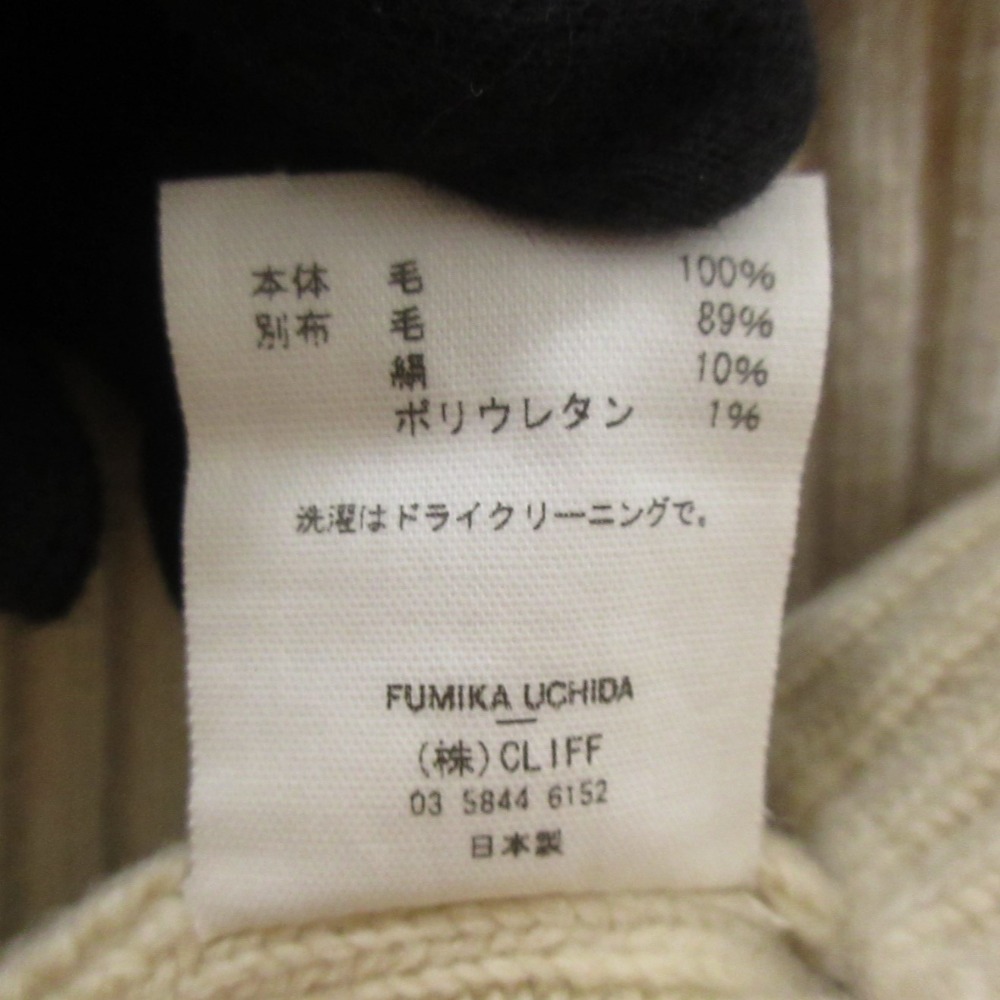 本体 毛 100%
別布 毛 89%
絹 10%
ポリウレタン 1%
洗濯はドライクリーニングで。
FUMIKA_UCHIDA
(株)CLIFF
03 5844 6152
日本製